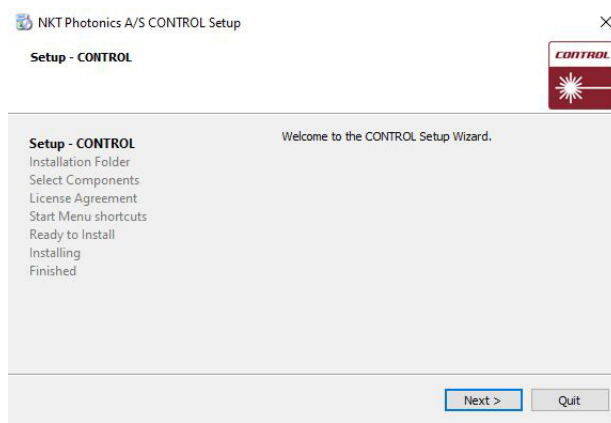 NKT Photonics A/S CONTROL Setup
Setup - CONTROL
CONTROL
Setup - CONTROL
Installation Folder
Select Components
License Agreement
Start Menu shortcuts
Ready to Install
Installing
Finished
Welcome to the CONTROL Setup Wizard.
Next >
Quit